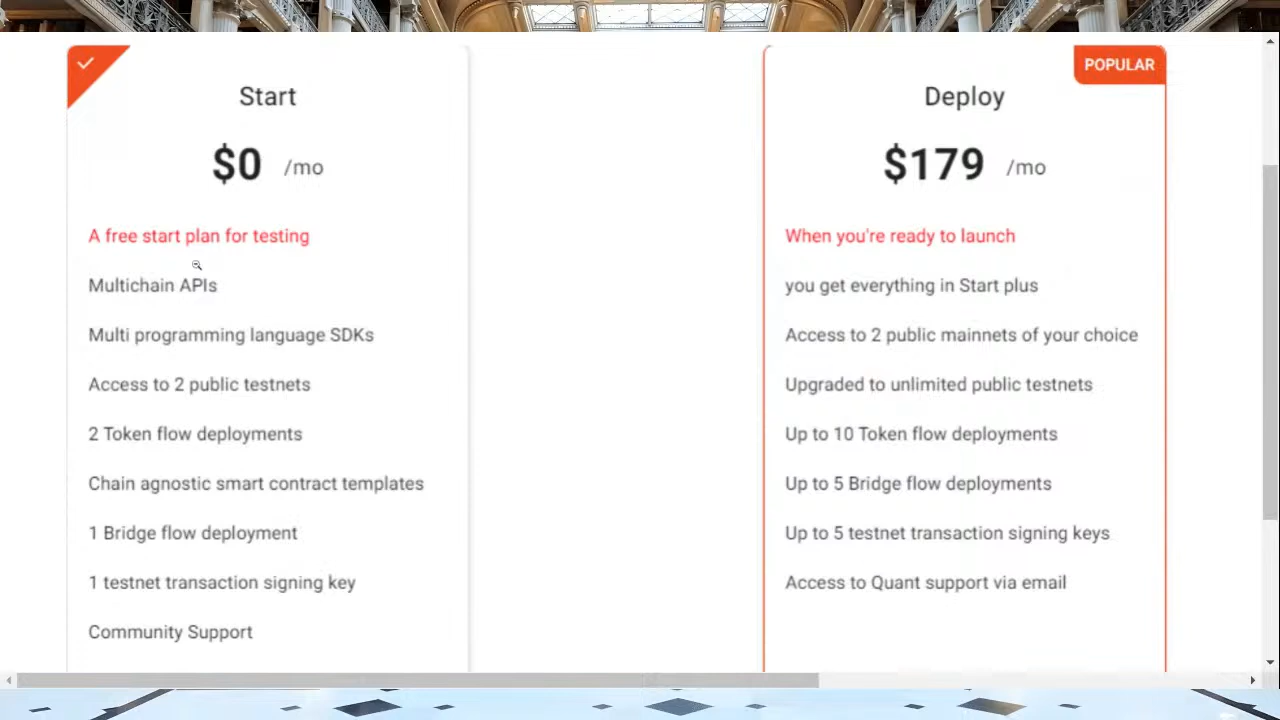 Start
$0 /mo
A free start plan for testing
Multichain APIs
Multi programming language SDKs
Access to 2 public testnets
2 Token flow deployments
Chain agnostic smart contract templates
1 Bridge flow deployment
1 testnet transaction signing key
Community Support
POPULAR
Deploy
$179 /mo
When you're ready to launch
you get everything in Start plus
Access to 2 public mainnets of your choice
Upgraded to unlimited public testnets
Up to 10 Token flow deployments
Up to 5 Bridge flow deployments
Up to 5 testnet transaction signing keys
Access to Quant support via email